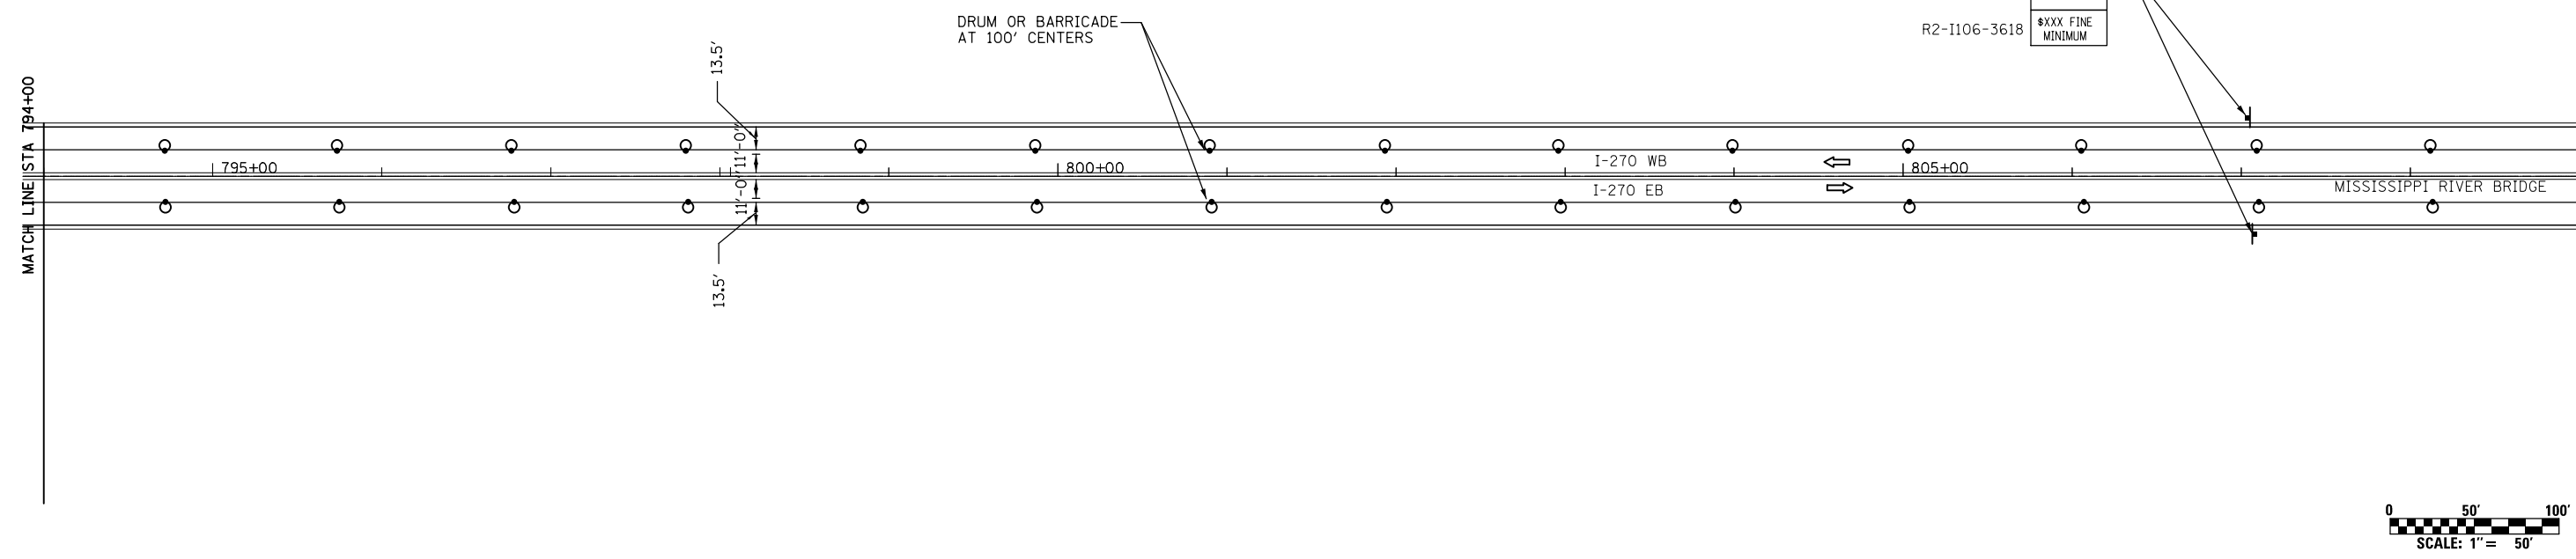 DRUM OR BARRICADE
AT 100' CENTERS
R2-I106-3618
$XXX FINE
MINIMUM
13.5'
MATCH LINE STA 794+00
11'-0"
11'-0"
13.5'
795+00
800+00
805+00
I-270 WB
I-270 EB
MISSISSIPPI RIVER BRIDGE
0 50' 100'
SCALE: 1"= 50'